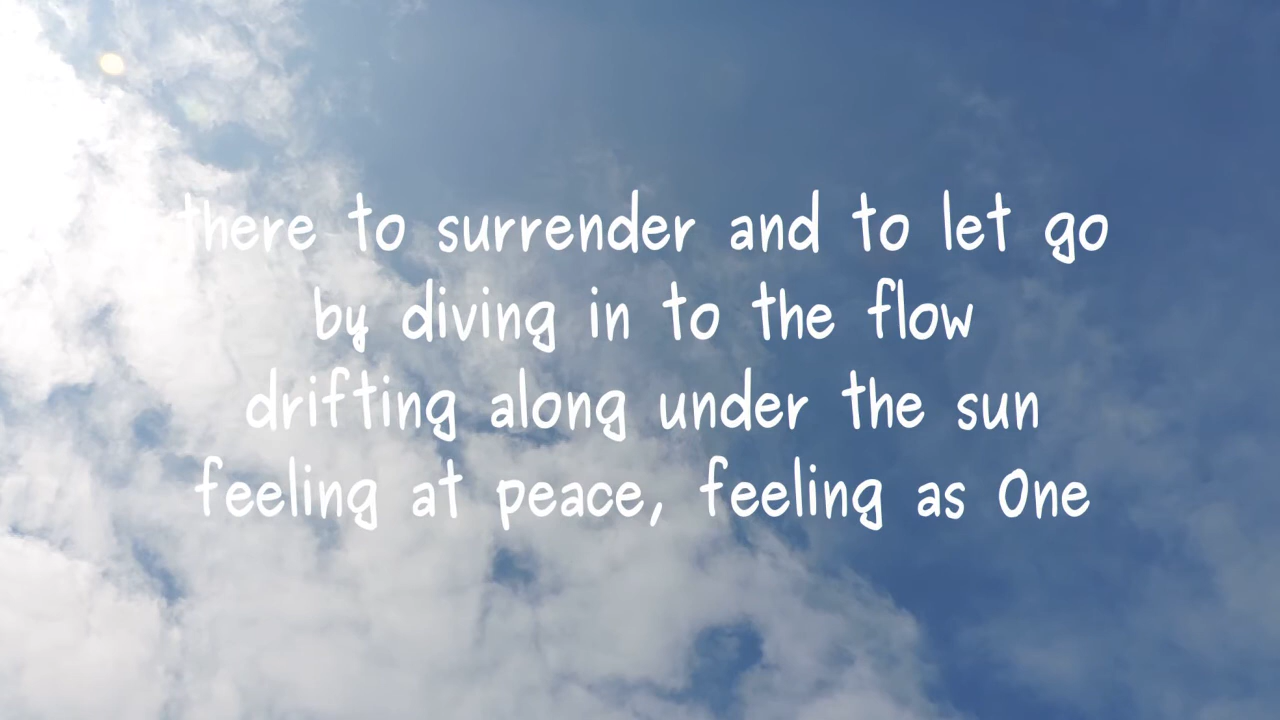 there to surrender and to let go
by diving in to the flow
drifting along under the sun
feeling at peace, feeling as One